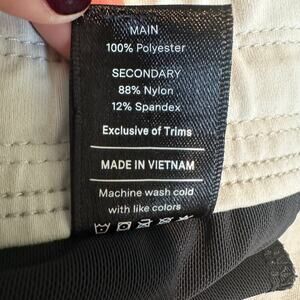 MAIN
100% Polyester
SECONDARY
88% Nylon
12% Spandex
Exclusive of Trims
MADE IN VIETNAM
Machine wash cold
with like colors